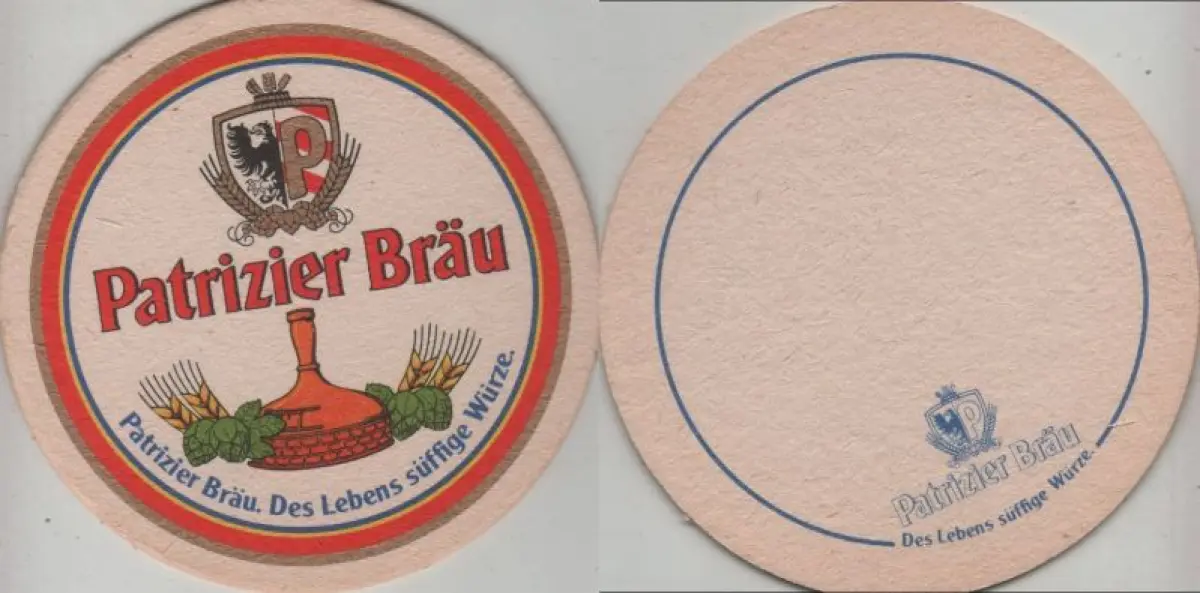 P
Patrizier Bräu
Patrizier Bräu. Des Lebens süffige Würze.
P
Patrizier Bräu
Des Lebens süffige Würze.